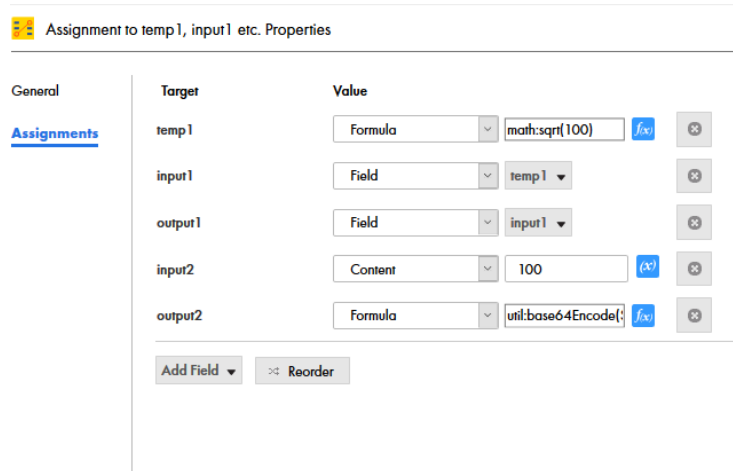 Assignment to temp1, input1 etc. Properties
General
Assignments
Target Value
temp1 Formula math:sqrt(100) f(x)
input1 Field temp1
output1 Field input1
input2 Content 100 (x)
output2 Formula util:base64Encode( f(x)
Add Field Reorder